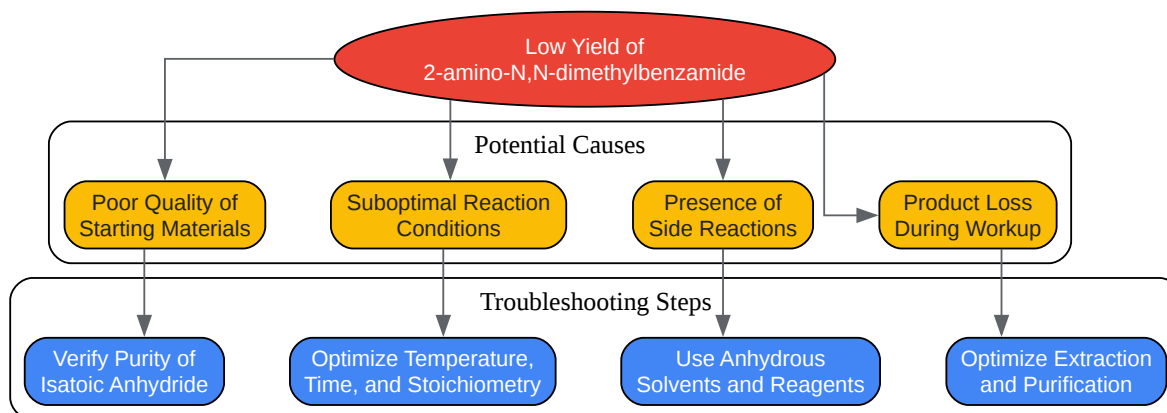 Low Yield of
2-amino-N,N-dimethylbenzamide
Potential Causes
Poor Quality of
Starting Materials
Suboptimal Reaction
Conditions
Presence of
Side Reactions
Product Loss
During Workup
Troubleshooting Steps
Verify Purity of
Isatoic Anhydride
Optimize Temperature,
Time, and Stoichiometry
Use Anhydrous
Solvents and Reagents
Optimize Extraction
and Purification